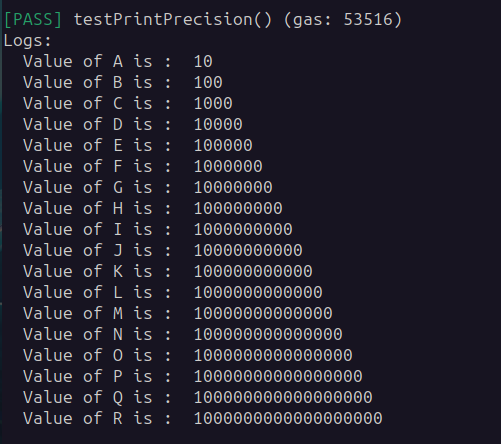 [PASS] testPrintPrecision() (gas: 53516)
Logs:
Value of A is : 10
Value of B is : 100
Value of C is : 1000
Value of D is : 10000
Value of E is : 100000
Value of F is : 1000000
Value of G is : 10000000
Value of H is : 100000000
Value of I is : 1000000000
Value of J is : 10000000000
Value of K is : 100000000000
Value of L is : 1000000000000
Value of M is : 10000000000000
Value of N is : 100000000000000
Value of O is : 1000000000000000
Value of P is : 10000000000000000
Value of Q is : 100000000000000000
Value of R is : 1000000000000000000